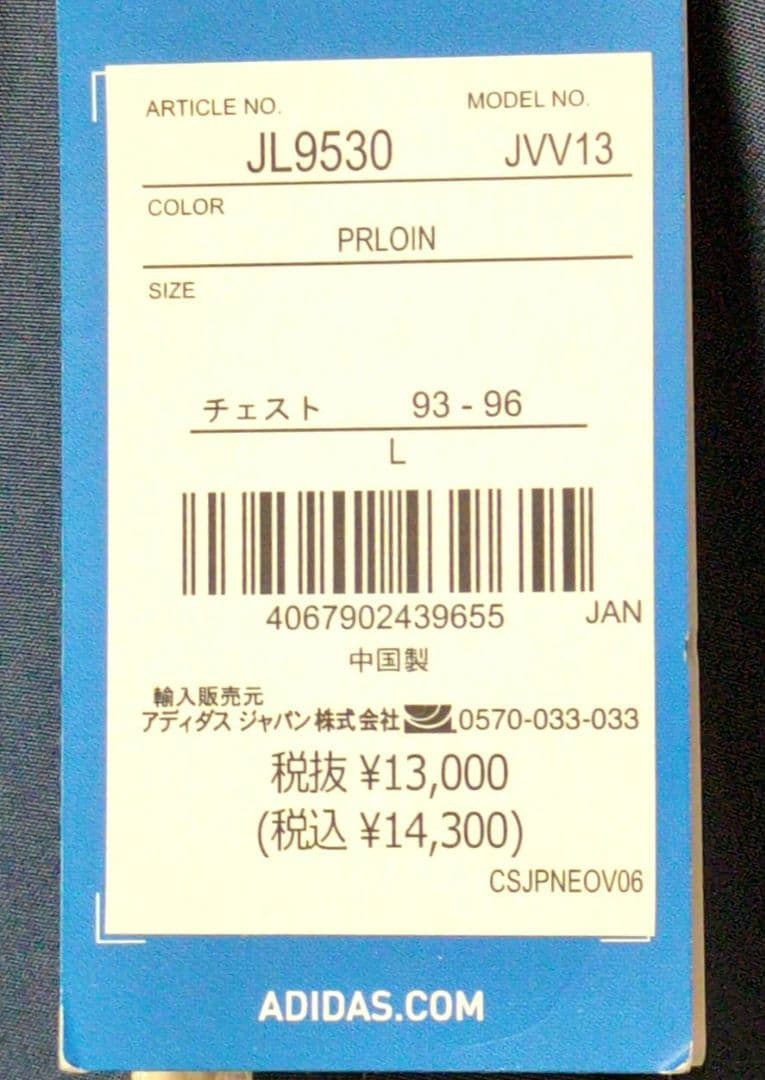 ARTICLE NO. MODEL NO.
JL9530 JVV13
COLOR
PRLOIN
SIZE
チェスト 93 - 96
L
4067902439655 JAN
中国製
輸入販売元
アディダス ジャパン 株式会社 0570-033-033
税抜 ¥13,000
(税込 ¥14,300)
CSJPNEOV06
ADIDAS.COM